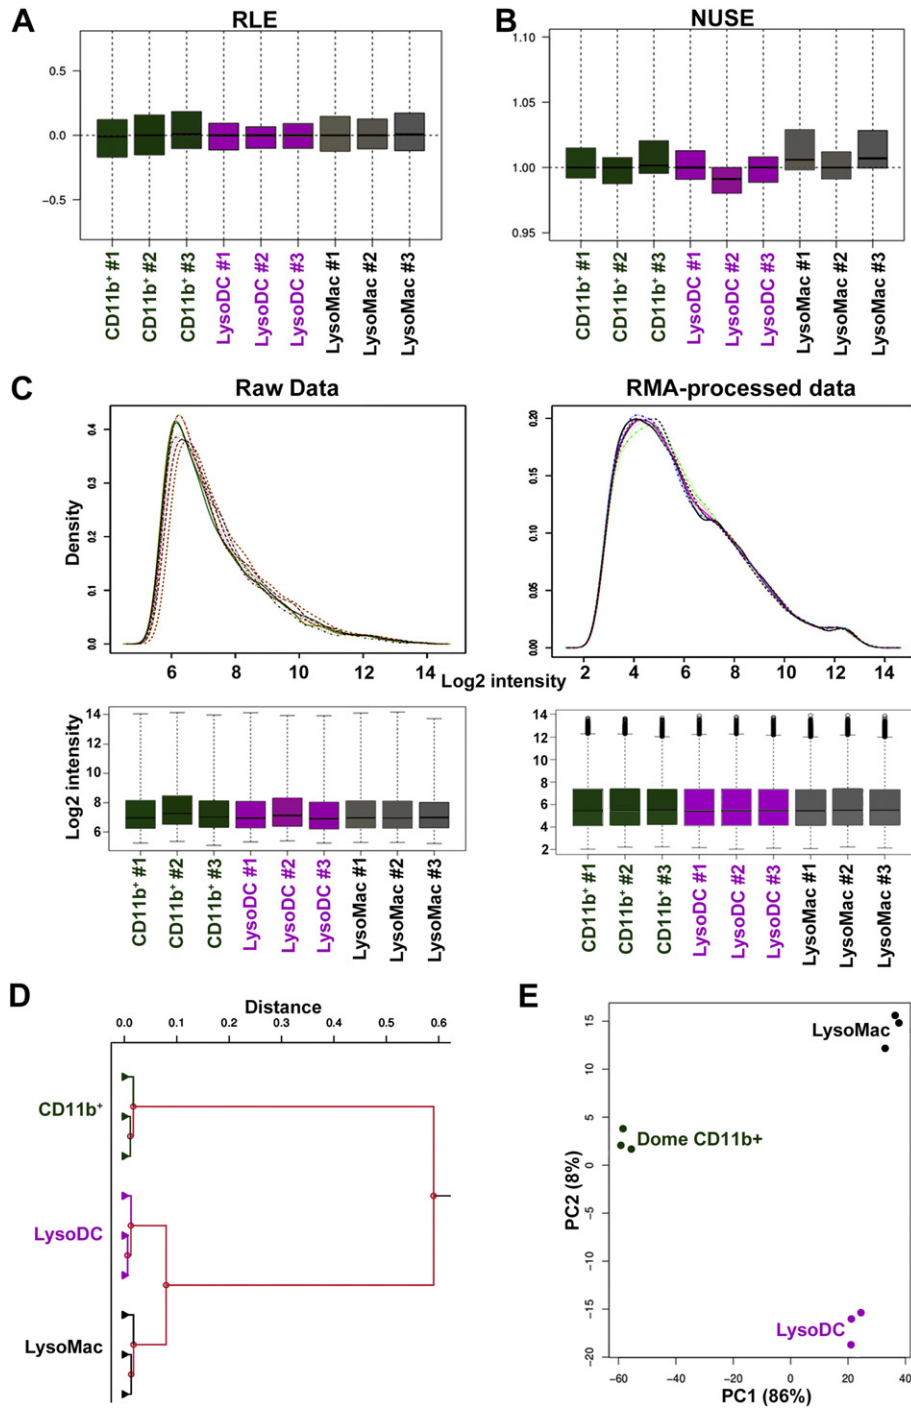 A
RLE
0.5
0.0
−0.5
CD11b⁺ #1
CD11b⁺ #2
CD11b⁺ #3
LysoDC #1
LysoDC #2
LysoDC #3
LysoMac #1
LysoMac #2
LysoMac #3
B
NUSE
1.10
1.05
1.00
0.95
CD11b⁺ #1
CD11b⁺ #2
CD11b⁺ #3
LysoDC #1
LysoDC #2
LysoDC #3
LysoMac #1
LysoMac #2
LysoMac #3
C
Raw Data
Density
0.4
0.3
0.2
0.1
0.0
6 8 10 12 14
RMA-processed data
0.20
0.15
0.10
0.05
0.00
2 4 6 8 10 12 14
Log2 intensity
Log2 intensity
14
12
10
8
6
CD11b⁺ #1
CD11b⁺ #2
CD11b⁺ #3
LysoDC #1
LysoDC #2
LysoDC #3
LysoMac #1
LysoMac #2
LysoMac #3
14
12
10
8
6
4
2
CD11b⁺ #1
CD11b⁺ #2
CD11b⁺ #3
LysoDC #1
LysoDC #2
LysoDC #3
LysoMac #1
LysoMac #2
LysoMac #3
D
Distance
0.0 0.1 0.2 0.3 0.4 0.5 0.6
CD11b⁺
LysoDC
LysoMac
E
PC2 (8%)
15
10
5
0
−5
−10
−15
−20
LysoMac
Dome CD11b+
LysoDC
−60 −40 −20 0 20 40
PC1 (86%)